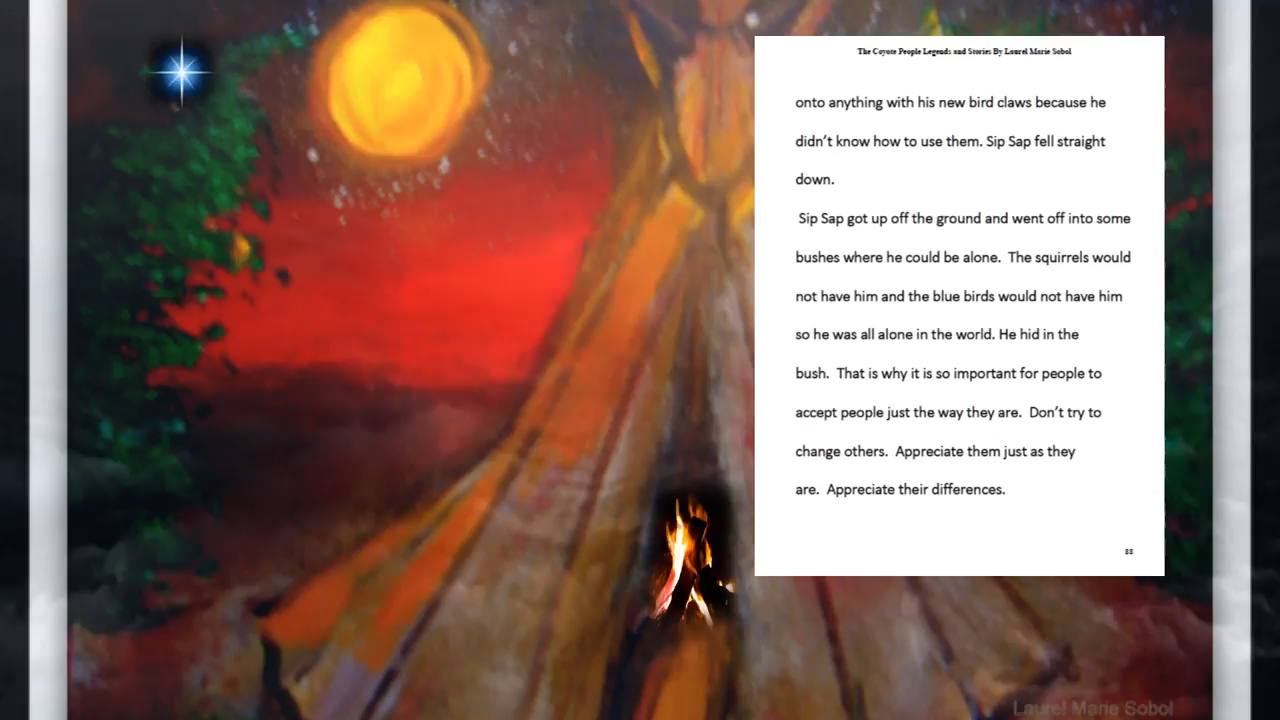 The Coyote People Legends and Stories By Laurel Marie Sobol
onto anything with his new bird claws because he
didn’t know how to use them. Sip Sap fell straight
down.
Sip Sap got up off the ground and went off into some
bushes where he could be alone.  The squirrels would
not have him and the blue birds would not have him
so he was all alone in the world. He hid in the
bush.  That is why it is so important for people to
accept people just the way they are.  Don’t try to
change others.  Appreciate them just as they
are.  Appreciate their differences.
88
Laurel Marie Sobol